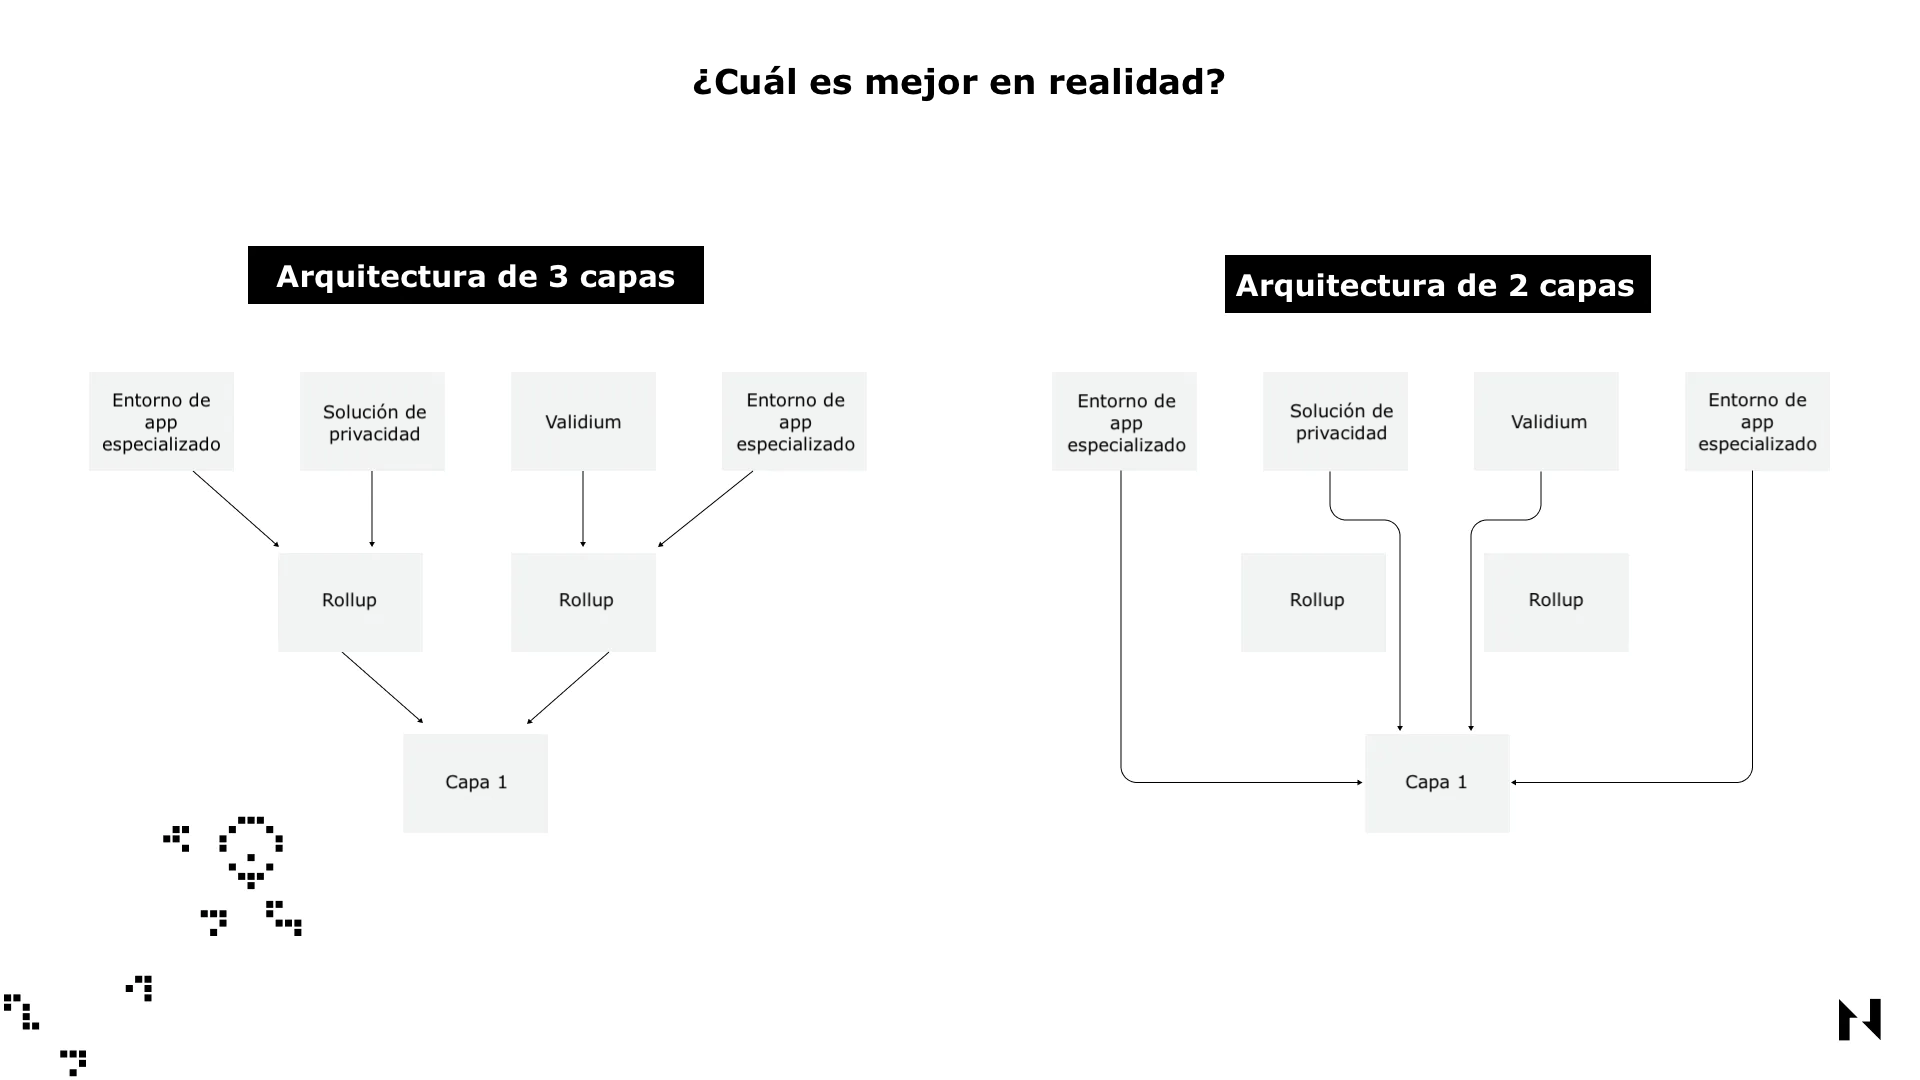 ¿Cuál es mejor en realidad?
Arquitectura de 3 capas
Entorno de
app
especializado
Solución de
privacidad
Validium
Entorno de
app
especializado
Rollup
Rollup
Capa 1
Arquitectura de 2 capas
Entorno de
app
especializado
Solución de
privacidad
Validium
Entorno de
app
especializado
Rollup
Rollup
Capa 1